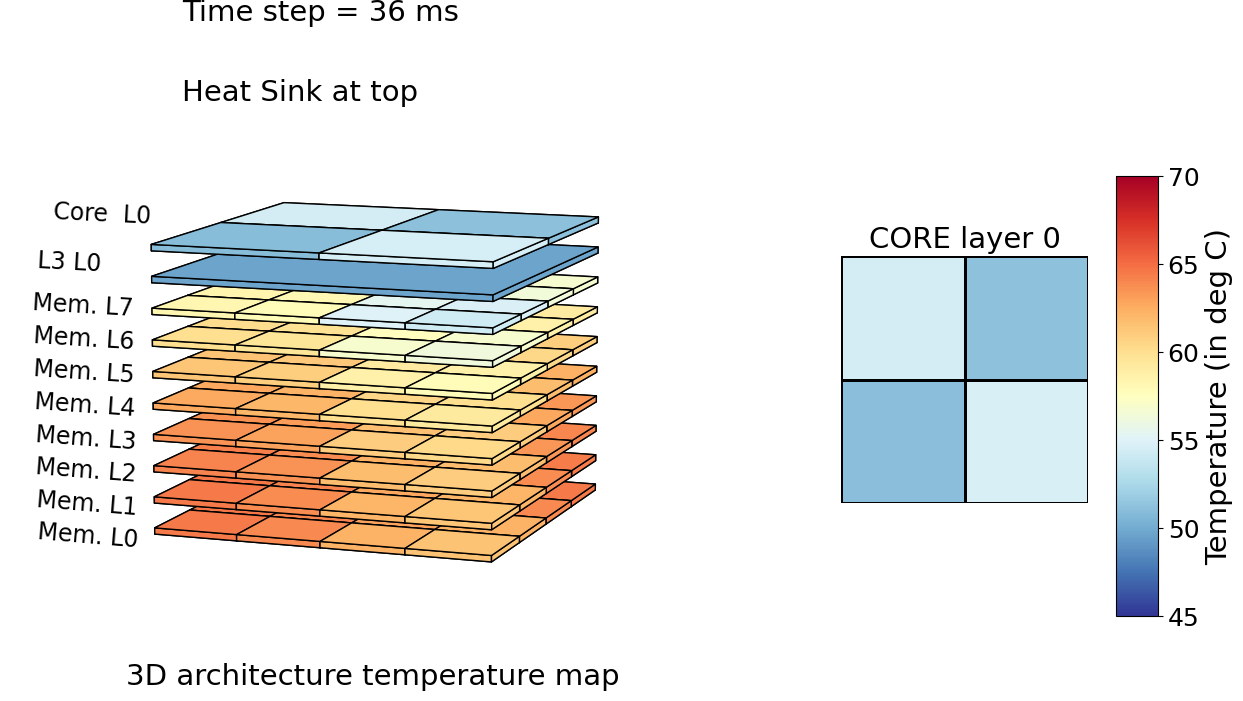 Time step = 36 ms
Heat Sink at top
Core  L0
L3 L0
Mem. L7
Mem. L6
Mem. L5
Mem. L4
Mem. L3
Mem. L2
Mem. L1
Mem. L0
3D architecture temperature map
CORE layer 0
70
65
60
55
50
45
Temperature (in deg C)